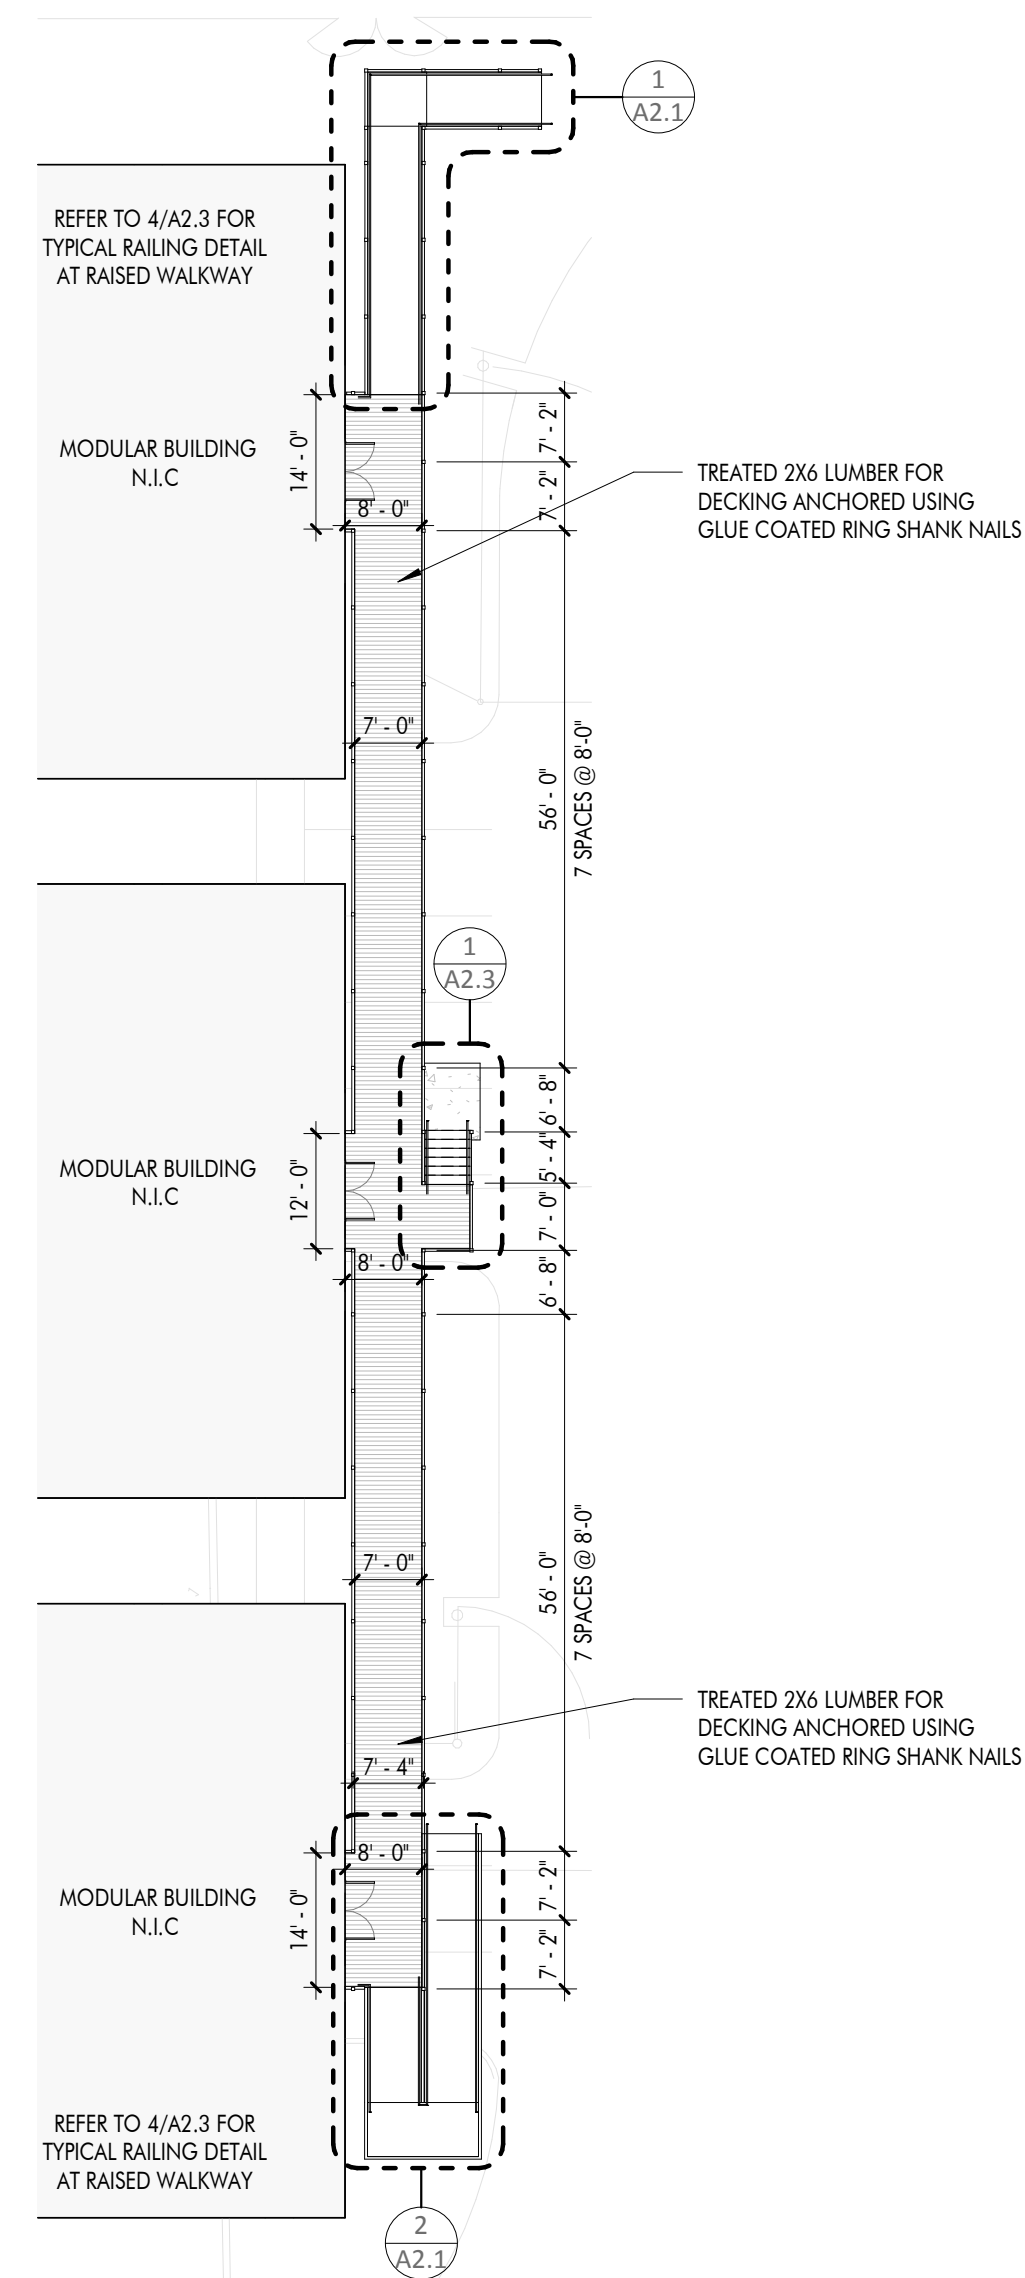 1
A2.1
REFER TO 4/A2.3 FOR
TYPICAL RAILING DETAIL
AT RAISED WALKWAY
7' - 2"
14' - 0"
MODULAR BUILDING
N.I.C
7' - 2"
8' - 0"
TREATED 2X6 LUMBER FOR
DECKING ANCHORED USING
GLUE COATED RING SHANK NAILS
7' - 0"
56' - 0"
7 SPACES @ 8'-0"
1
A2.3
6' - 8"
5' - 4"
MODULAR BUILDING
N.I.C
12' - 0"
7' - 0"
8' - 0"
6' - 8"
7' - 0"
56' - 0"
7 SPACES @ 8'-0"
TREATED 2X6 LUMBER FOR
DECKING ANCHORED USING
GLUE COATED RING SHANK NAILS
7' - 4"
8' - 0"
7' - 2"
MODULAR BUILDING
N.I.C
14' - 0"
7' - 2"
REFER TO 4/A2.3 FOR
TYPICAL RAILING DETAIL
AT RAISED WALKWAY
2
A2.1